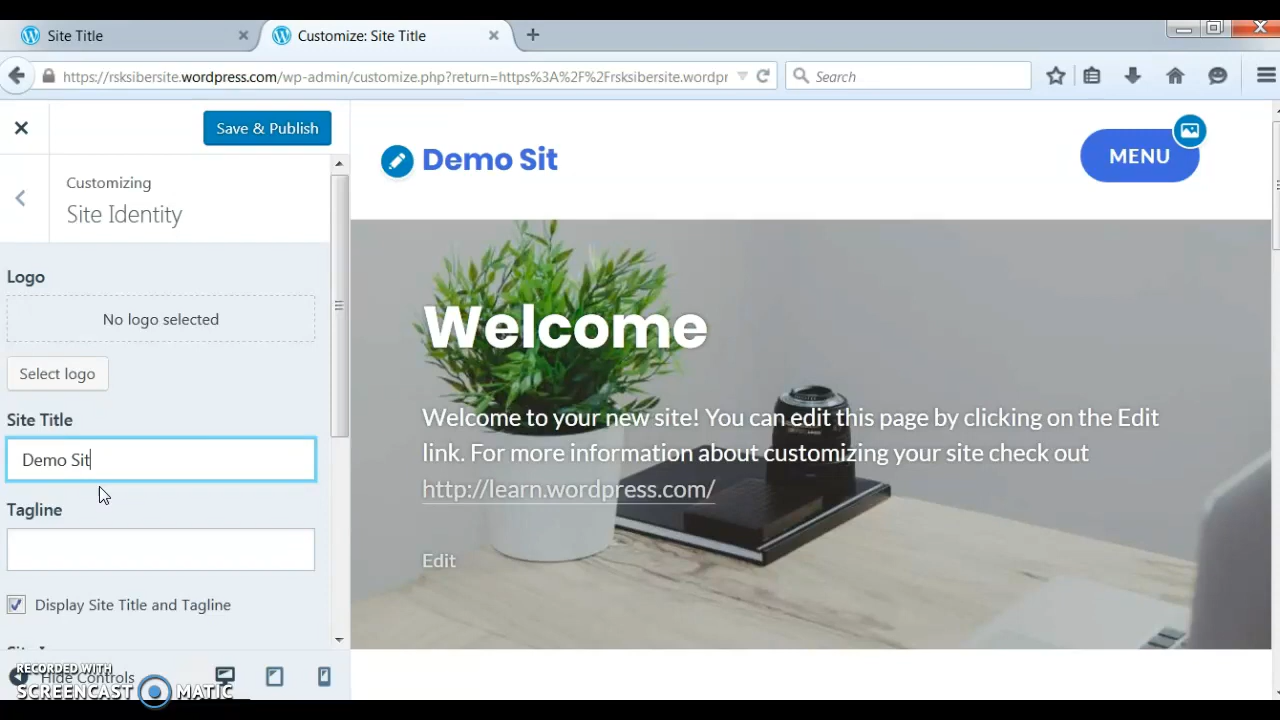 Site Title
Customize: Site Title
https://rsksibersite.wordpress.com/wp-admin/customize.php?return=https%3A%2F%2Frsksibersite.wordpr
Search
Save & Publish
Customizing
Site Identity
Logo
No logo selected
Select logo
Site Title
Demo Sit
Tagline
Display Site Title and Tagline
Hide Controls
RECORDED WITH
SCREENCAST MATIC
Demo Sit
MENU
Welcome
Welcome to your new site! You can edit this page by clicking on the Edit
link. For more information about customizing your site check out
http://learn.wordpress.com/
Edit